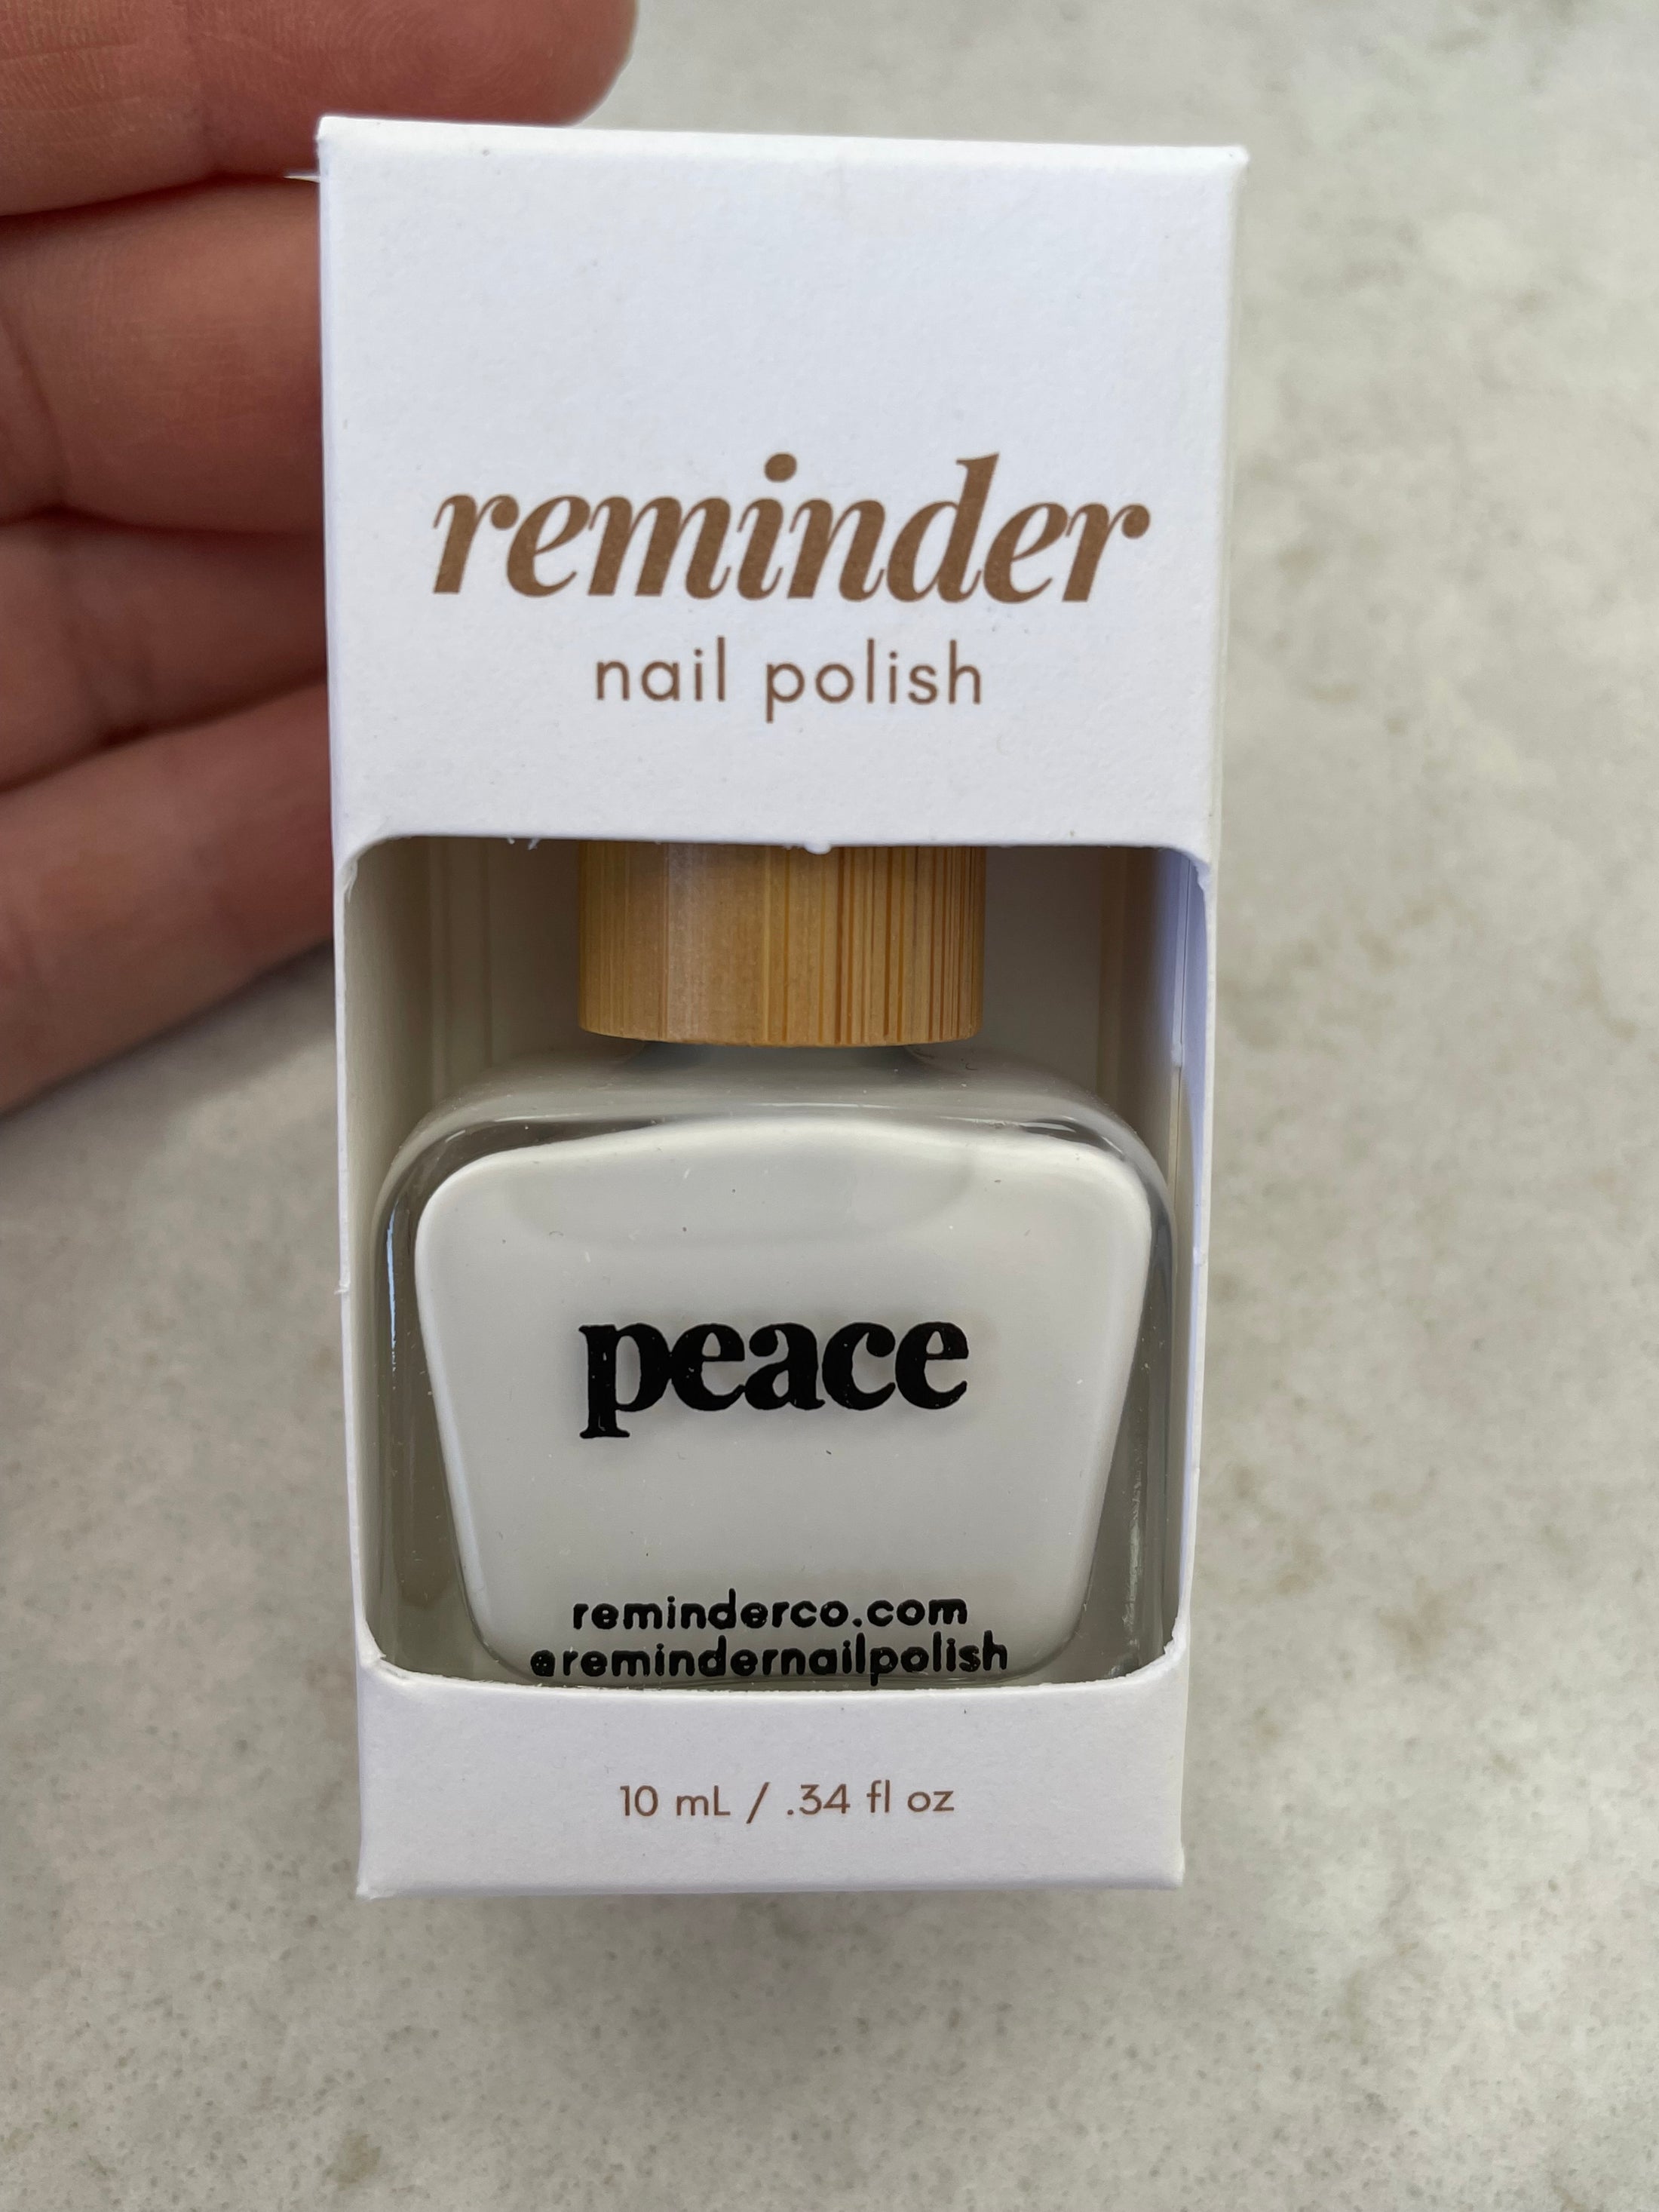 reminder
nail polish
peace
reminderco.com
@remindernailpolish
10 mL / .34 fl oz